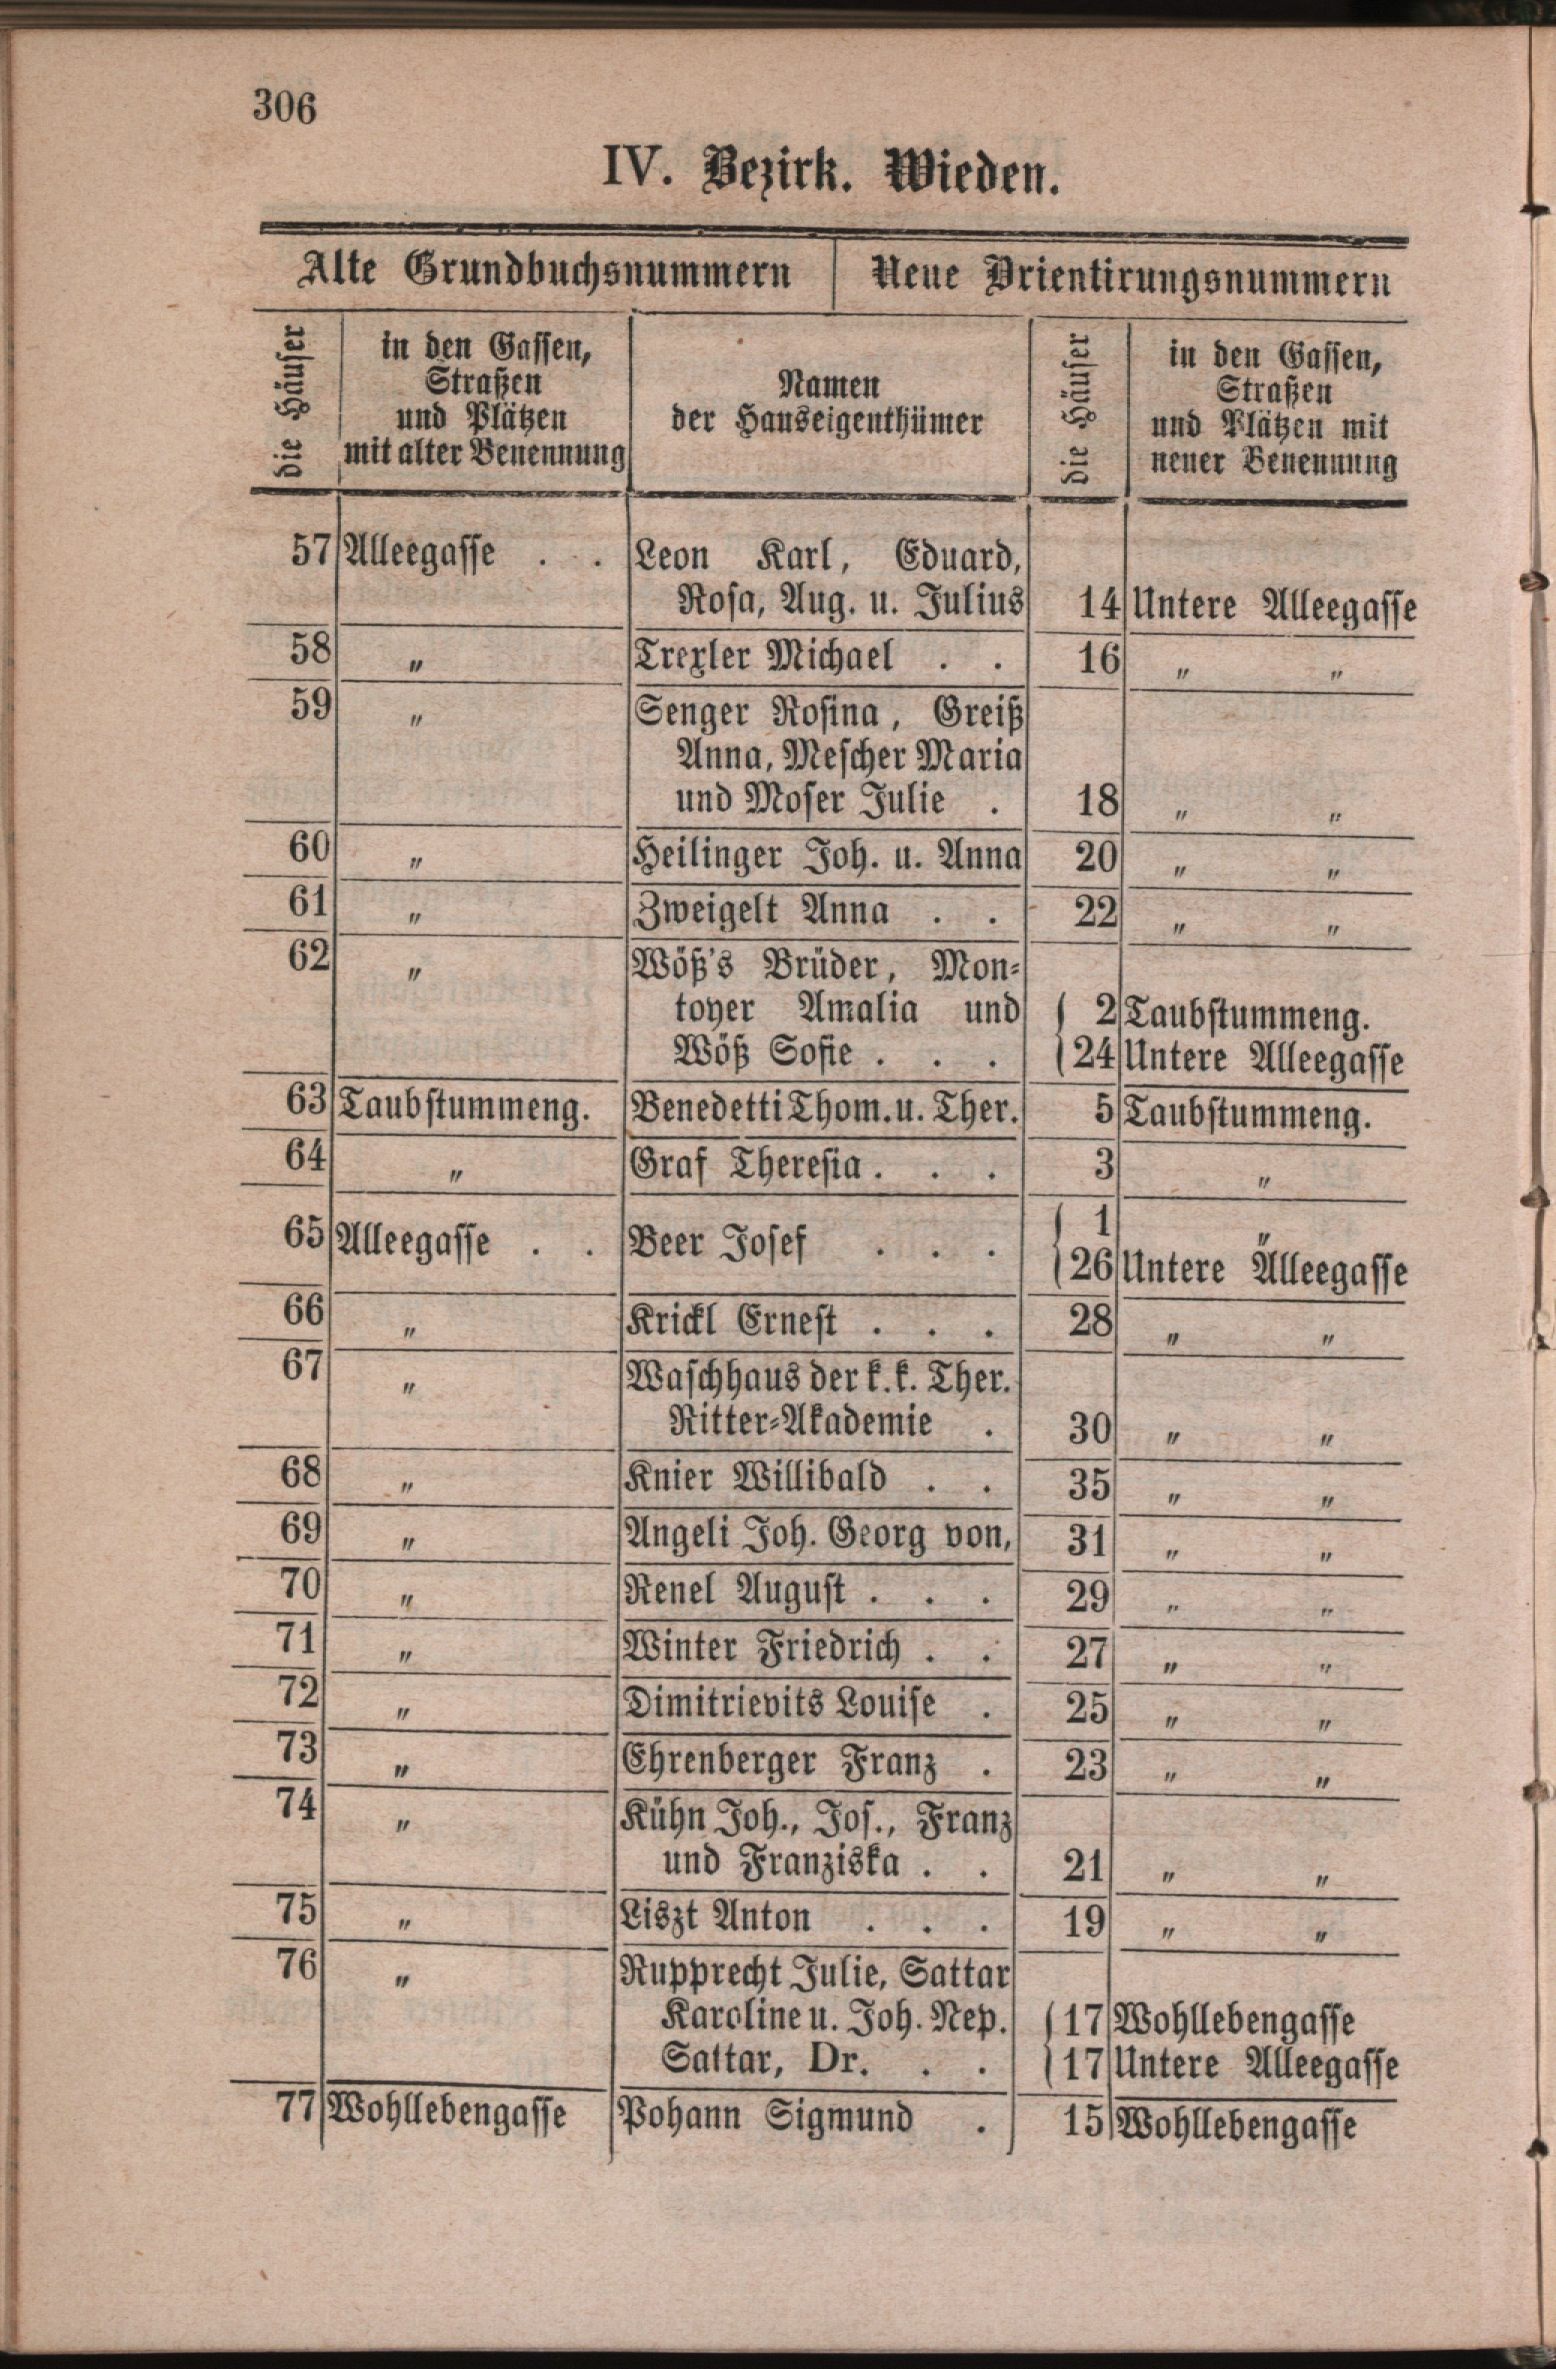 306
IV. Bezirk. Wieden.
Alte Grundbuchsnummern Neue Orientirungsnummern
die Häuser
in den Gassen,
Straßen
und Plätzen
mit alter Benennung
Namen
der Hauseigenthümer
die Häuser
in den Gassen,
Straßen
und Plätzen mit
neuer Benennung
57 Alleegasse . . Leon Karl, Eduard,
Rosa, Aug. u. Julius 14 Untere Alleegasse
58 " Trexler Michael . . 16 " "
59 " Senger Rosina, Greiß
Anna, Mescher Maria
und Moser Julie . 18 " "
60 " Heilinger Joh. u. Anna 20 " "
61 " Zweigelt Anna . . 22 " "
62 " Wöß's Brüder, Mon-
toyer Amalia und { 2 Taubstummeng.
Wöß Sofie . . . { 24 Untere Alleegasse
63 Taubstummeng. Benedetti Thom. u. Ther. 5 Taubstummeng.
64 " Graf Theresia . . . 3 "
65 Alleegasse . . Beer Josef . . . { 1 "
{ 26 Untere Alleegasse
66 " Krickl Ernest . . . 28 " "
67 " Waschhaus der k. k. Ther.
Ritter-Akademie . 30 " "
68 " Knier Willibald . . 35 " "
69 " Angeli Joh. Georg von, 31 " "
70 " Renel August . . . 29 " "
71 " Winter Friedrich . . 27 " "
72 " Dimitrievits Louise . 25 " "
73 " Ehrenberger Franz . 23 " "
74 " Kühn Joh., Jos., Franz
und Franziska . . 21 " "
75 " Liszt Anton . . . 19 " "
76 " Rupprecht Julie, Sattar
Karoline u. Joh. Nep. { 17 Wohllebengasse
Sattar, Dr. . . { 17 Untere Alleegasse
77 Wohllebengasse Pohann Sigmund . 15 Wohllebengasse